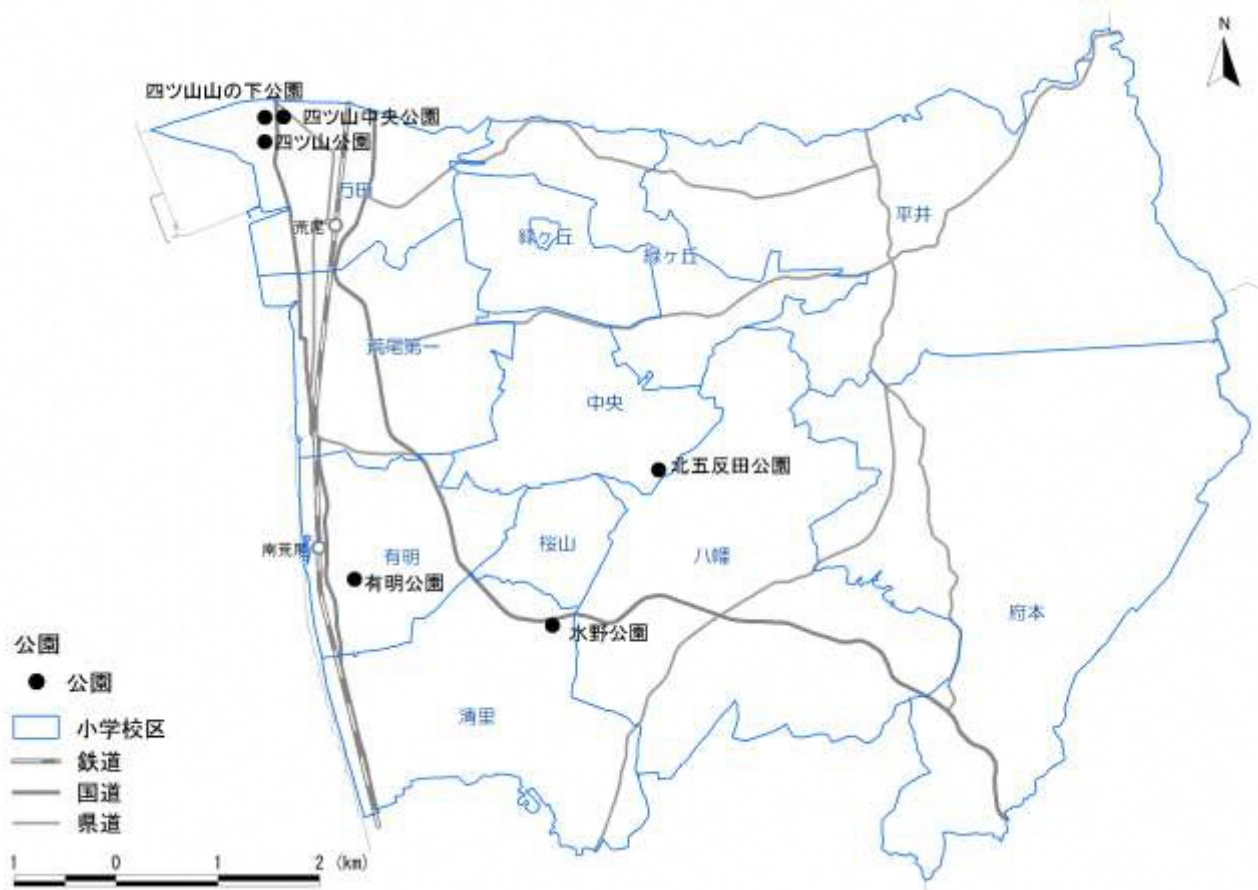 N
四ツ山山の下公園
四ツ山中央公園
四ツ山公園
万田
平井
荒尾
緑ヶ丘
緑ヶ丘
荒尾第一
中央
北五反田公園
南荒尾
有明
桜山
八幡
有明公園
府本
水野公園
清里
公園
公園
小学校区
鉄道
国道
県道
1 0 1 2 (km)